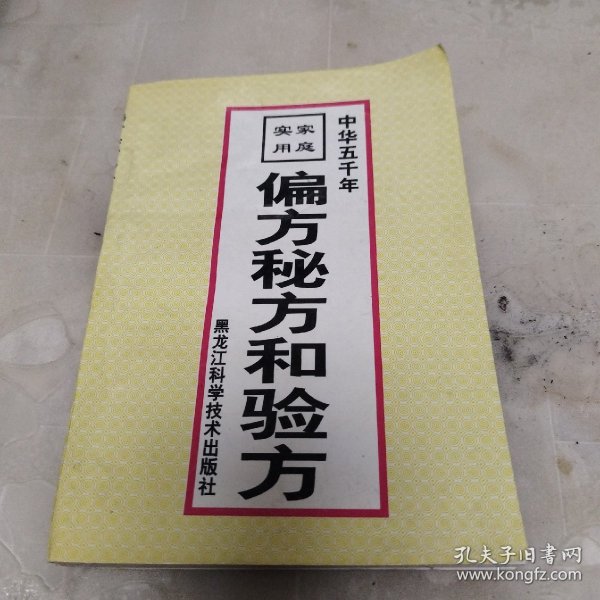 中华五千年
家庭
实用
偏方秘方和验方
黑龙江科学技术出版社
孔夫子旧书网
www.kongfz.com